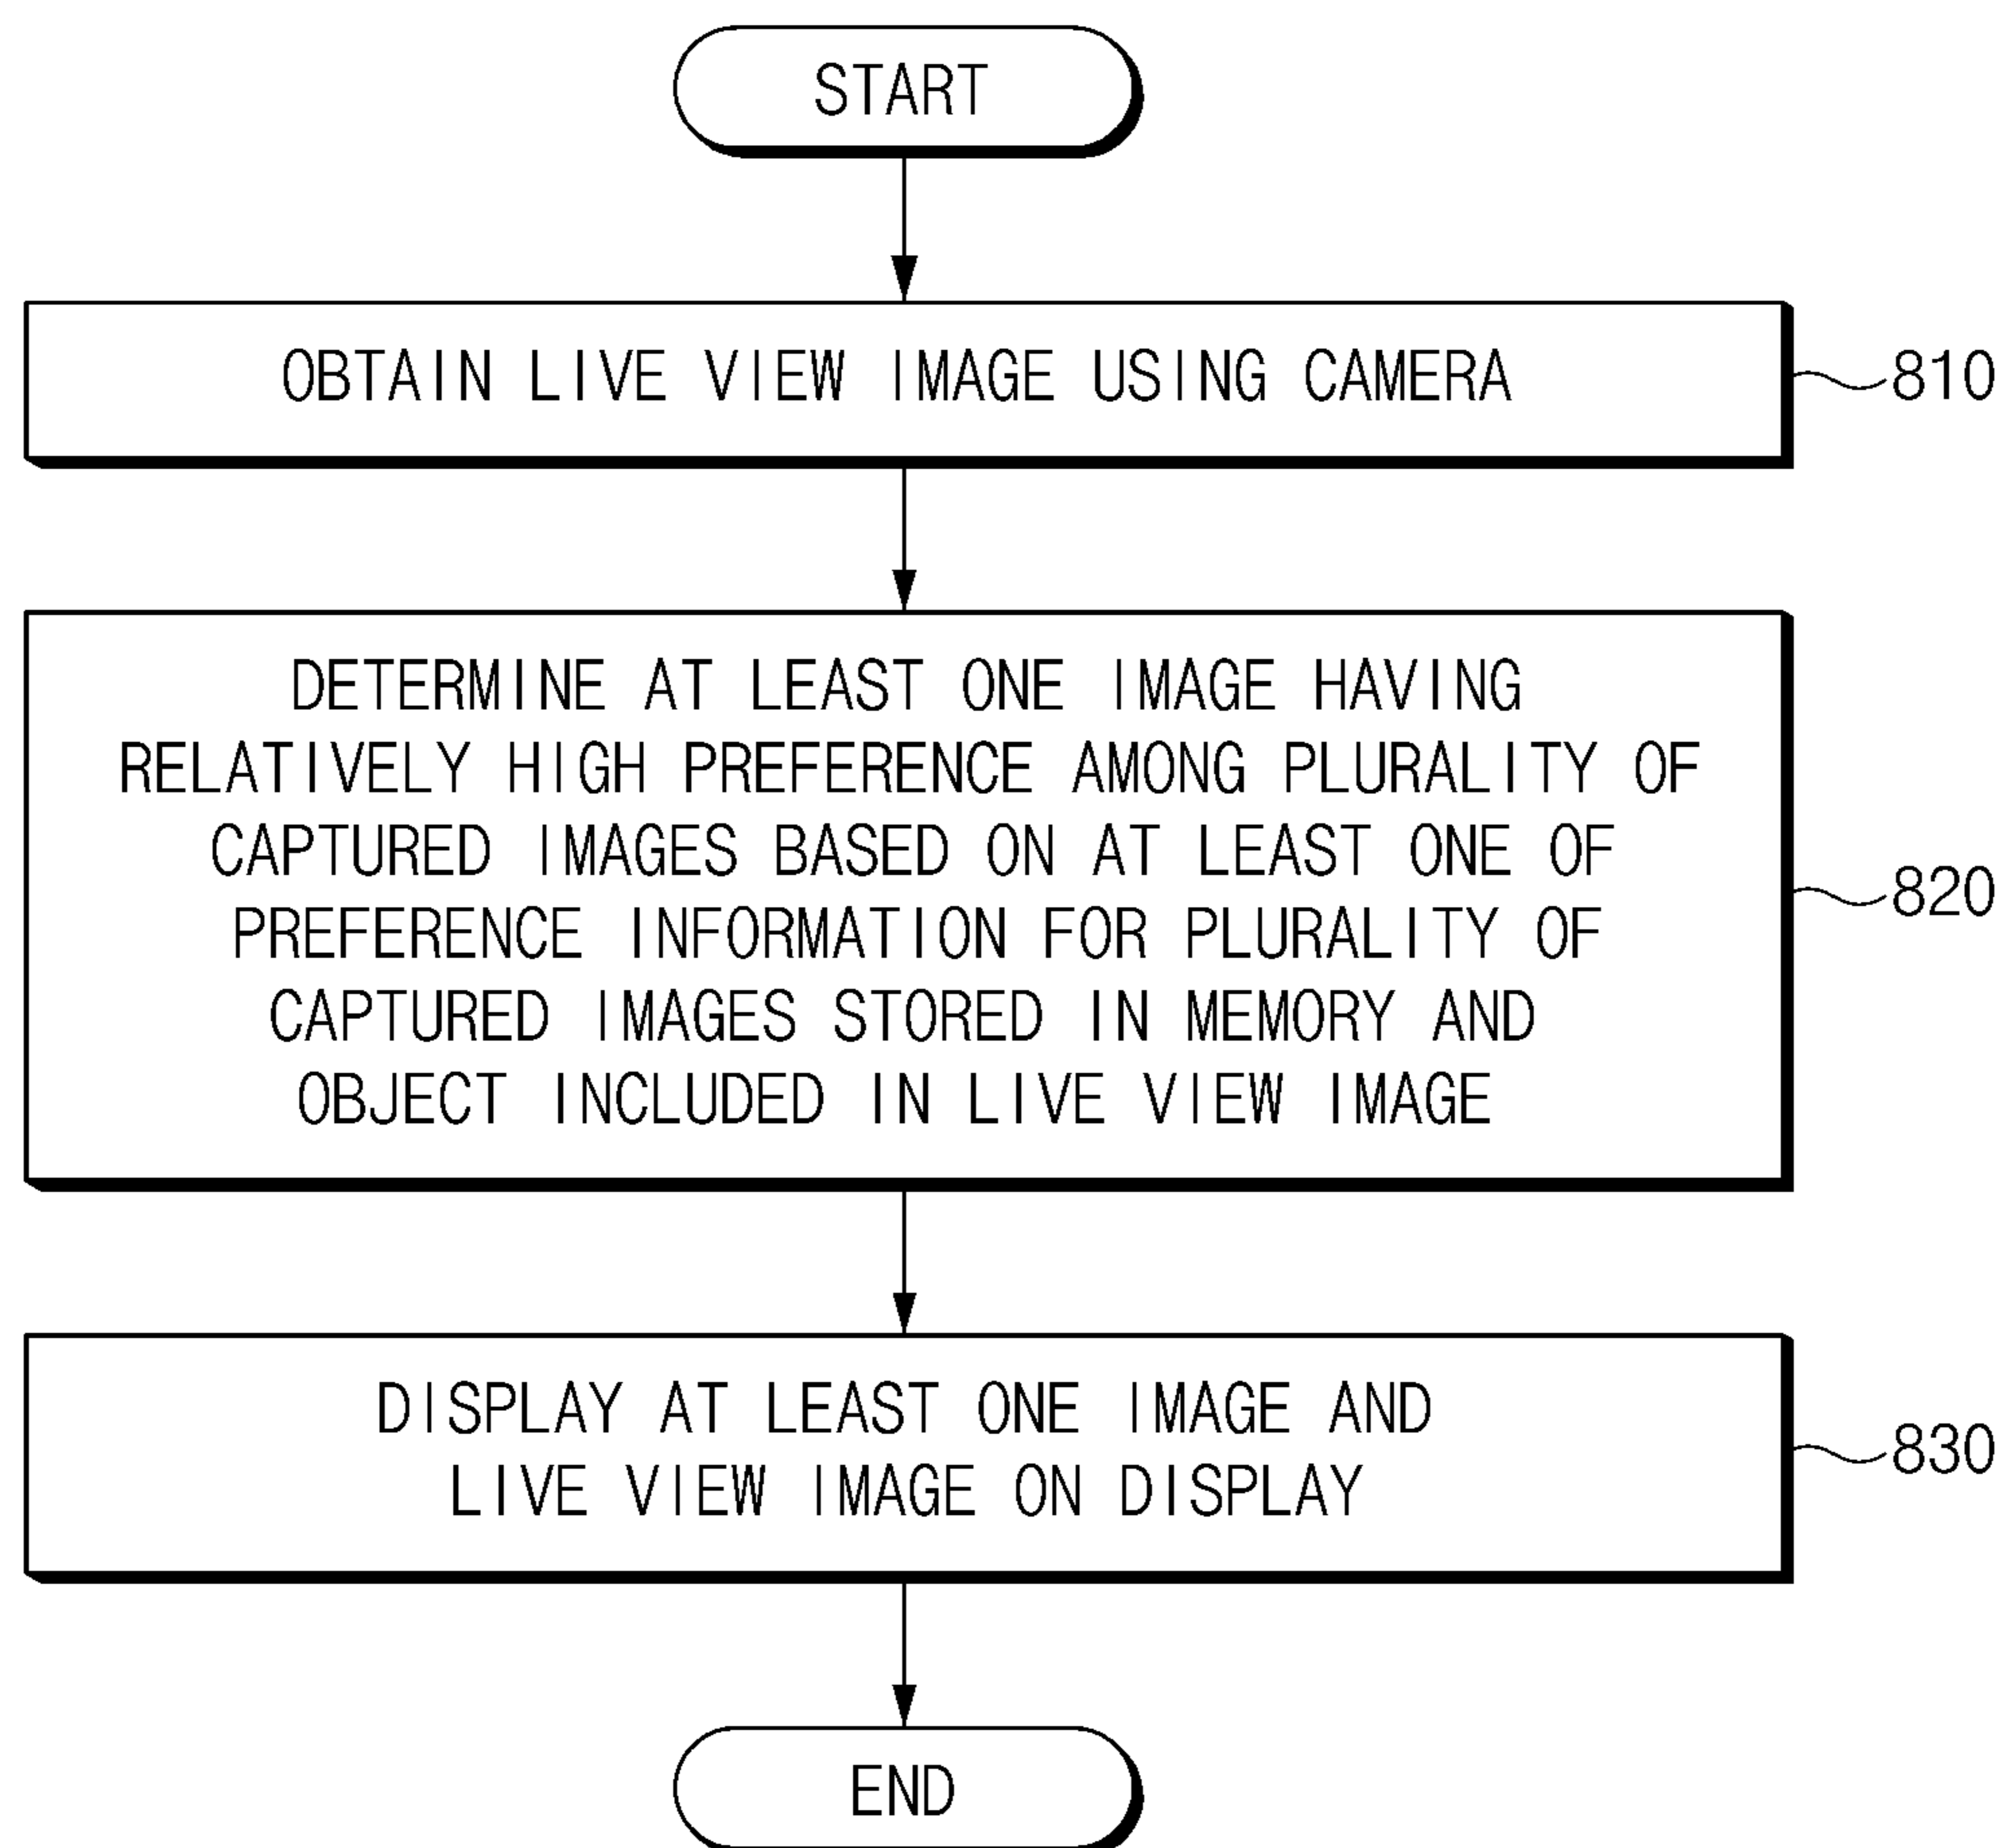 START
OBTAIN LIVE VIEW IMAGE USING CAMERA
810
DETERMINE AT LEAST ONE IMAGE HAVING
RELATIVELY HIGH PREFERENCE AMONG PLURALITY OF
CAPTURED IMAGES BASED ON AT LEAST ONE OF
PREFERENCE INFORMATION FOR PLURALITY OF
CAPTURED IMAGES STORED IN MEMORY AND
OBJECT INCLUDED IN LIVE VIEW IMAGE
820
DISPLAY AT LEAST ONE IMAGE AND
LIVE VIEW IMAGE ON DISPLAY
830
END